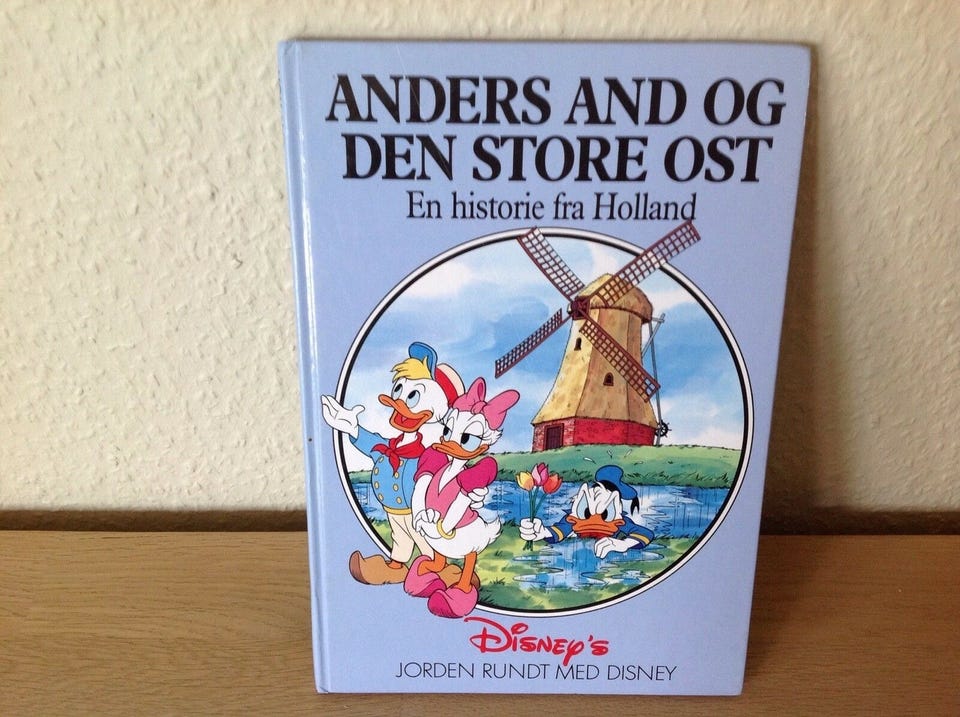 ANDERS AND OG
DEN STORE OST
En historie fra Holland
DISNEY'S
JORDEN RUNDT MED DISNEY